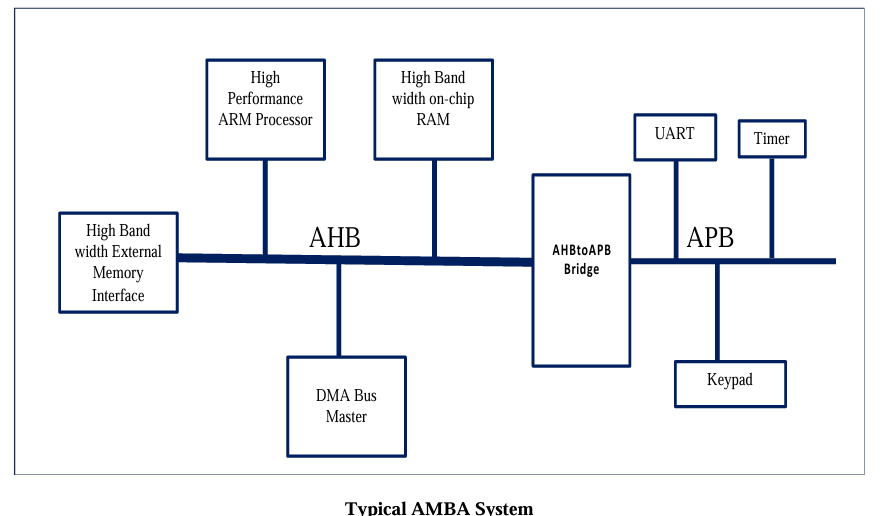 High
Performance
ARM Processor
High Band
width on-chip
RAM
UART
Timer
High Band
width External
Memory
Interface
AHB
AHBtoAPB
Bridge
APB
DMA Bus
Master
Keypad
Typical AMBA System